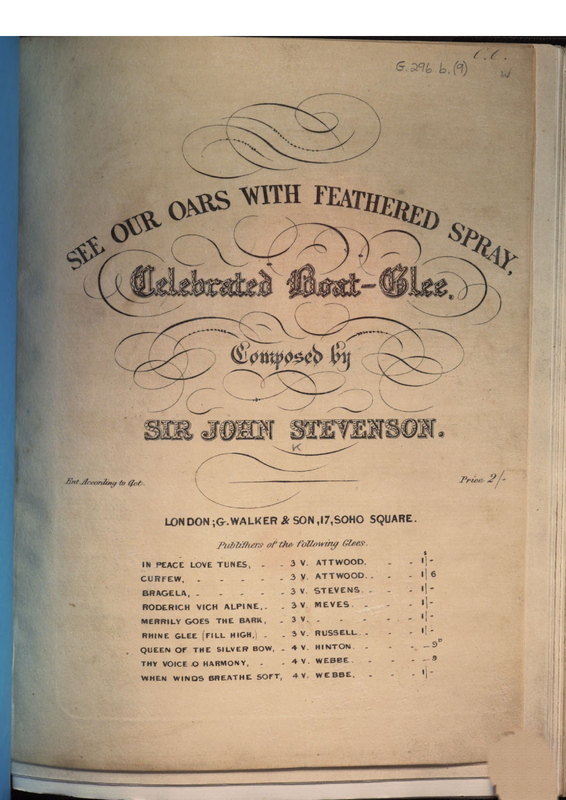 C.C.
G.296.b.(9)
W
SEE OUR OARS WITH FEATHERED SPRAY,
Celebrated Boat-Glee.
Composed by
SIR JOHN STEVENSON.
K
Ent. According to Act. Price 2/-
LONDON; G. WALKER & SON, 17, SOHO SQUARE.
Publishers of the following Glees.
s
IN PEACE LOVE TUNES, - - 3 V. ATTWOOD. - - 1 -
CURFEW, - - - - - 3 V. ATTWOOD. - - - 1 6
BRAGELA, - - - - - 3 V. STEVENS. - - - 1 -
RODERICH VICH ALPINE, - 3 V. MEVES. - - - 1 -
MERRILY GOES THE BARK, - 3 V. - - - - - 1 -
RHINE GLEE (FILL HIGH,) - - 3 V. RUSSELL. - - - 1 -
QUEEN OF THE SILVER BOW, - 4 V. HINTON. - - - 9D
THY VOICE O HARMONY, - - 4 V. WEBBE. - - - 9
WHEN WINDS BREATHE SOFT, 4 V. WEBBE. - - - 1 -